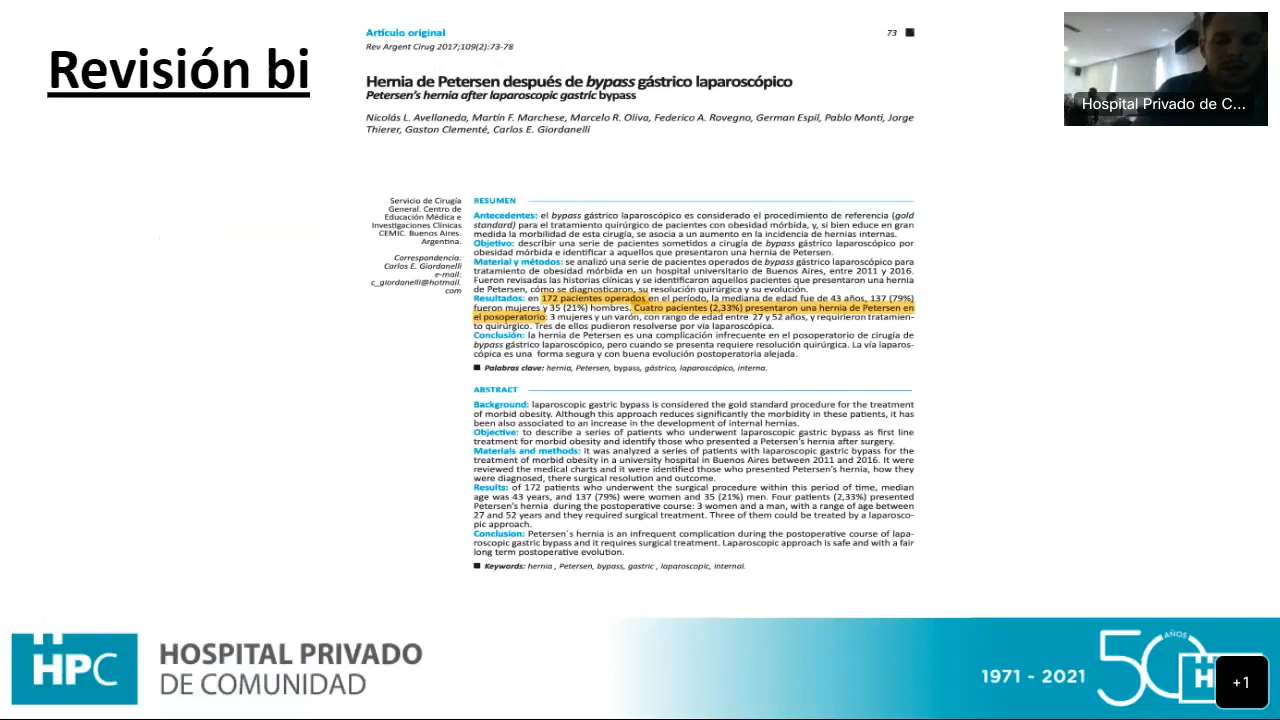 Revisión bi
Artículo original
73
Rev Argent Cirug 2017;109(2):73-78
Hernia de Petersen después de bypass gástrico laparoscópico
Petersen's hernia after laparoscopic gastric bypass
Nicolás L. Avellaneda, Martín F. Marchese, Marcelo R. Oliva, Federico A. Rovegno, German Espil, Pablo Monti, Jorge
Thierer, Gaston Clementé, Carlos E. Giordanelli
Servicio de Cirugía
General. Centro de
Educación Médica e
Investigaciones Clínicas
CEMIC. Buenos Aires.
Argentina.
Correspondencia:
Carlos E. Giordanelli
e-mail:
c_giordanelli@hotmail.
com
RESUMEN
Antecedentes: el bypass gástrico laparoscópico es considerado el procedimiento de referencia (gold
standard) para el tratamiento quirúrgico de pacientes con obesidad mórbida, y, si bien educe en gran
medida la morbilidad de esta cirugía, se asocia a un aumento en la incidencia de hernias internas.
Objetivo: describir una serie de pacientes sometidos a cirugía de bypass gástrico laparoscópico por
obesidad mórbida e identificar a aquellos que presentaron una hernia de Petersen.
Material y métodos: se analizó una serie de pacientes operados de bypass gástrico laparoscópico para
tratamiento de obesidad mórbida en un hospital universitario de Buenos Aires, entre 2011 y 2016.
Fueron revisadas las historias clínicas y se identificaron aquellos pacientes que presentaron una hernia
de Petersen, cómo se diagnosticaron, su resolución quirúrgica y su evolución.
Resultados: en 172 pacientes operados en el período, la mediana de edad fue de 43 años, 137 (79%)
fueron mujeres y 35 (21%) hombres. Cuatro pacientes (2,33%) presentaron una hernia de Petersen en
el posoperatorio: 3 mujeres y un varón, con rango de edad entre 27 y 52 años, y requirieron tratamien-
to quirúrgico. Tres de ellos pudieron resolverse por vía laparoscópica.
Conclusión: la hernia de Petersen es una complicación infrecuente en el posoperatorio de cirugía de
bypass gástrico laparoscópico, pero cuando se presenta requiere resolución quirúrgica. La vía laparos-
cópica es una forma segura y con buena evolución postoperatoria alejada.
Palabras clave: hernia, Petersen, bypass, gástrico, laparoscópico, interna.
ABSTRACT
Background: laparoscopic gastric bypass is considered the gold standard procedure for the treatment
of morbid obesity. Although this approach reduces significantly the morbidity in these patients, it has
been also associated to an increase in the development of internal hernias.
Objective: to describe a series of patients who underwent laparoscopic gastric bypass as first line
treatment for morbid obesity and identify those who presented a Petersen's hernia after surgery.
Materials and methods: it was analyzed a series of patients with laparoscopic gastric bypass for the
treatment of morbid obesity in a university hospital in Buenos Aires between 2011 and 2016. It were
reviewed the medical charts and it were identified those who presented Petersen's hernia, how they
were diagnosed, there surgical resolution and outcome.
Results: of 172 patients who underwent the surgical procedure within this period of time, median
age was 43 years, and 137 (79%) were women and 35 (21%) men. Four patients (2,33%) presented
Petersen's hernia during the postoperative course: 3 women and a man, with a range of age between
27 and 52 years and they required surgical treatment. Three of them could be treated by a laparosco-
pic approach.
Conclusion: Petersen´s hernia is an infrequent complication during the postoperative course of lapa-
roscopic gastric bypass and it requires surgical treatment. Laparoscopic approach is safe and with a fair
long term postoperative evolution.
Keywords: hernia , Petersen, bypass, gastric , laparoscopic, internal.
Hospital Privado de C...
HPC
HOSPITAL PRIVADO
DE COMUNIDAD
1971 - 2021
50
AÑOS
H
+1